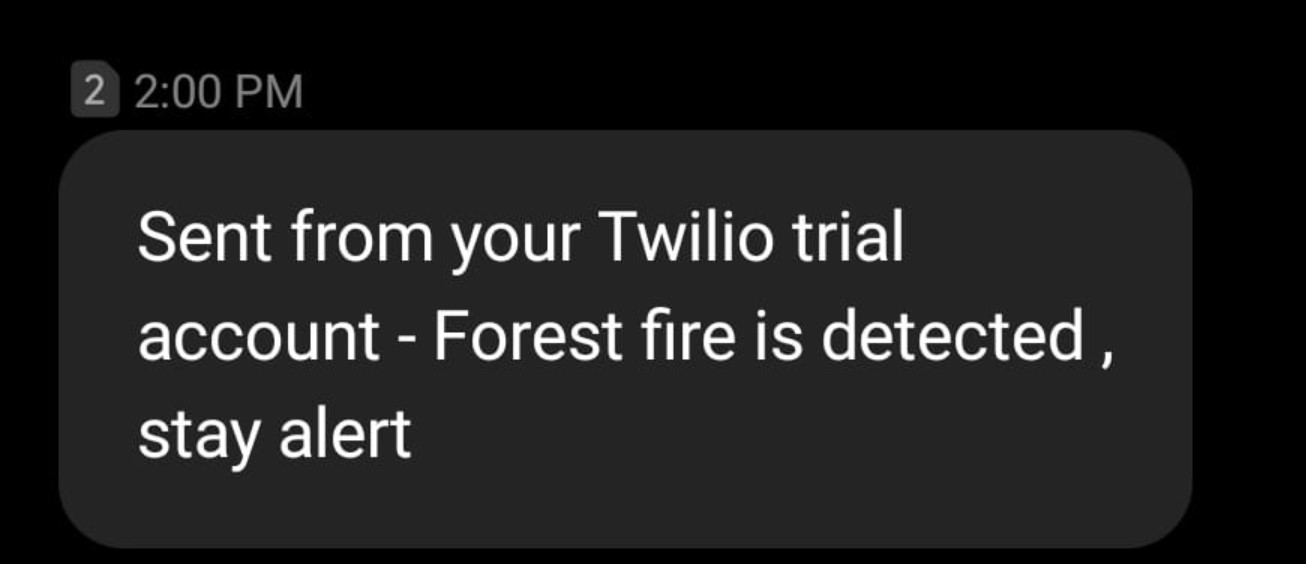 2 2:00 PM
Sent from your Twilio trial
account - Forest fire is detected ,
stay alert